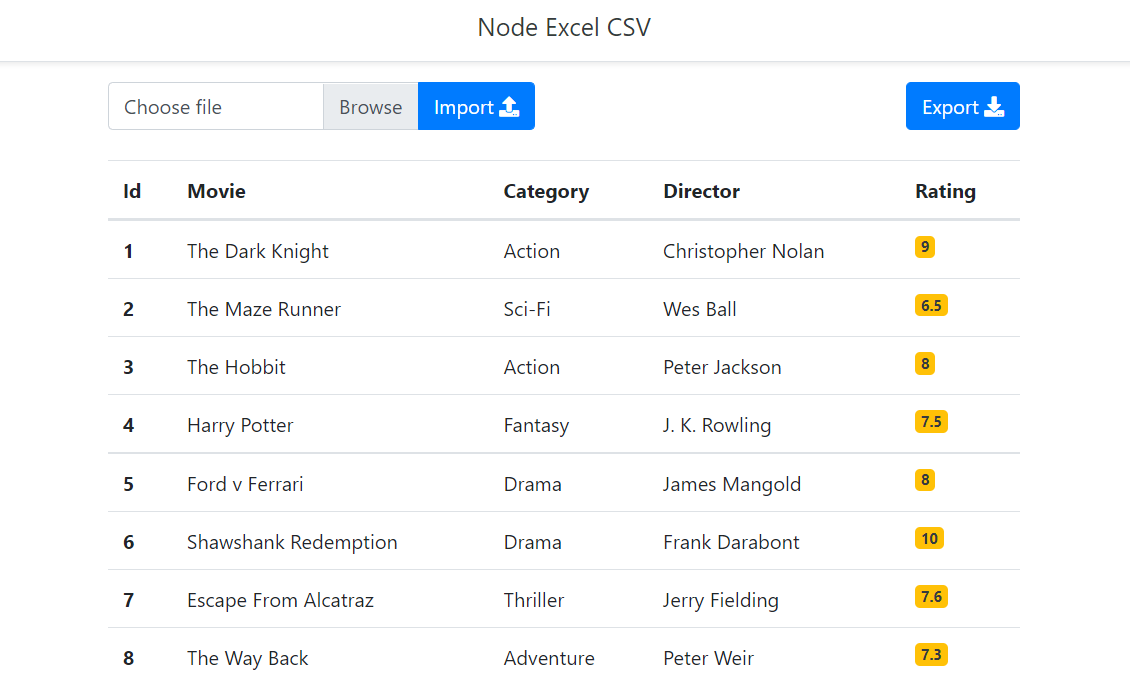 Node Excel CSV
Choose file Browse Import Export
Id Movie Category Director Rating
1 The Dark Knight Action Christopher Nolan 9
2 The Maze Runner Sci-Fi Wes Ball 6.5
3 The Hobbit Action Peter Jackson 8
4 Harry Potter Fantasy J. K. Rowling 7.5
5 Ford v Ferrari Drama James Mangold 8
6 Shawshank Redemption Drama Frank Darabont 10
7 Escape From Alcatraz Thriller Jerry Fielding 7.6
8 The Way Back Adventure Peter Weir 7.3